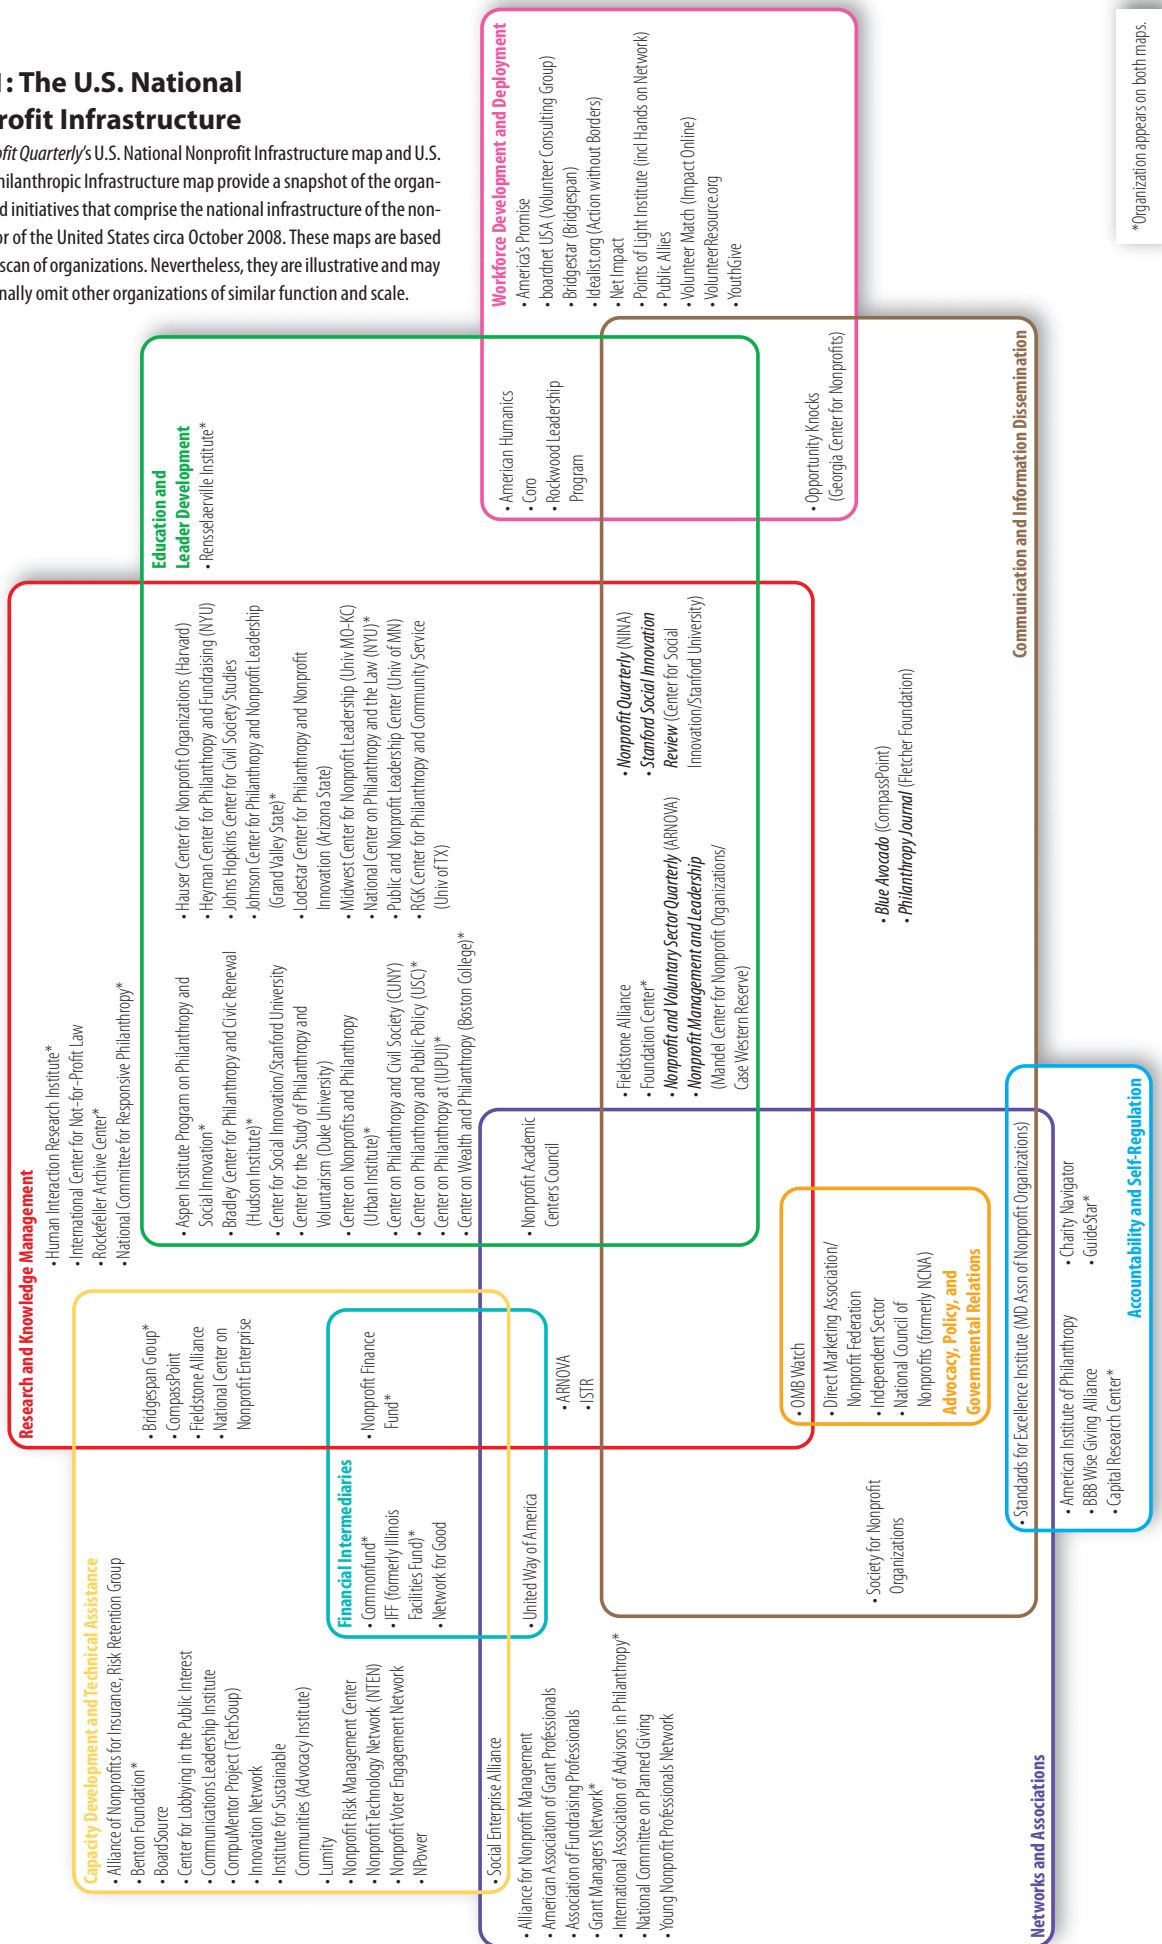 1: The U.S. National
rofit Infrastructure
ofit Quarterly's U.S. National Nonprofit Infrastructure map and U.S.
hilanthropic Infrastructure map provide a snapshot of the organ-
d initiatives that comprise the national infrastructure of the non-
or of the United States circa October 2008. These maps are based
scan of organizations. Nevertheless, they are illustrative and may
nally omit other organizations of similar function and scale.
Research and Knowledge Management
• Human Interaction Research Institute*
• International Center for Not-for-Profit Law
• Rockefeller Archive Center*
• National Committee for Responsive Philanthropy*
Capacity Development and Technical Assistance
• Alliance of Nonprofits for Insurance, Risk Retention Group
• Benton Foundation*
• BoardSource
• Center for Lobbying in the Public Interest
• Communications Leadership Institute
• CompuMentor Project (TechSoup)
• Innovation Network
• Institute for Sustainable
Communities (Advocacy Institute)
• Lumity
• Nonprofit Risk Management Center
• Nonprofit Technology Network (NTEN)
• Nonprofit Voter Engagement Network
• NPower
• Bridgespan Group*
• CompassPoint
• Fieldstone Alliance
• National Center on
Nonprofit Enterprise
Financial Intermediaries
• Commonfund*
• IFF (formerly Illinois
Facilities Fund)*
• Network for Good
• Nonprofit Finance
Fund*
• United Way of America
• Social Enterprise Alliance
Education and
Leader Development
• Rensselaerville Institute*
• Aspen Institute Program on Philanthropy and
Social Innovation*
• Bradley Center for Philanthropy and Civic Renewal
(Hudson Institute)*
• Center for Social Innovation/Stanford University
• Center for the Study of Philanthropy and
Voluntarism (Duke University)
• Center on Nonprofits and Philanthropy
(Urban Institute)*
• Center on Philanthropy and Civil Society (CUNY)
• Center on Philanthropy and Public Policy (USC)*
• Center on Philanthropy at (IUPUI)*
• Center on Wealth and Philanthropy (Boston College)*
• Hauser Center for Nonprofit Organizations (Harvard)
• Heyman Center for Philanthropy and Fundraising (NYU)
• Johns Hopkins Center for Civil Society Studies
• Johnson Center for Philanthropy and Nonprofit Leadership
(Grand Valley State)*
• Lodestar Center for Philanthropy and Nonprofit
Innovation (Arizona State)
• Midwest Center for Nonprofit Leadership (Univ MO-KC)
• National Center on Philanthropy and the Law (NYU)*
• Public and Nonprofit Leadership Center (Univ of MN)
• RGK Center for Philanthropy and Community Service
(Univ of TX)
• Nonprofit Academic
Centers Council
• ARNOVA
• ISTR
Workforce Development and Deployment
• America's Promise
• boardnet USA (Volunteer Consulting Group)
• Bridgestar (Bridgespan)
• Idealist.org (Action without Borders)
• Net Impact
• Points of Light Institute (incl Hands on Network)
• Public Allies
• Volunteer Match (Impact Online)
• VolunteerResource.org
• YouthGive
• American Humanics
• Coro
• Rockwood Leadership
Program
• Opportunity Knocks
(Georgia Center for Nonprofits)
• Fieldstone Alliance
• Foundation Center*
• Nonprofit and Voluntary Sector Quarterly (ARNOVA)
• Nonprofit Management and Leadership
(Mandel Center for Nonprofit Organizations/
Case Western Reserve)
• Nonprofit Quarterly (NINA)
• Stanford Social Innovation
Review (Center for Social
Innovation/Stanford University)
• Blue Avocado (CompassPoint)
• Philanthropy Journal (Fletcher Foundation)
Communication and Information Dissemination
• OMB Watch
• Direct Marketing Association/
Nonprofit Federation
• Independent Sector
• National Council of
Nonprofits (formerly NCNA)
Advocacy, Policy, and
Governmental Relations
• Society for Nonprofit
Organizations
• Alliance for Nonprofit Management
• American Association of Grant Professionals
• Association of Fundraising Professionals
• Grant Managers Network*
• International Association of Advisors in Philanthropy*
• National Committee on Planned Giving
• Young Nonprofit Professionals Network
Networks and Associations
• Standards for Excellence Institute (MD Assn of Nonprofit Organizations)
• American Institute of Philanthropy
• BBB Wise Giving Alliance
• Capital Research Center*
• Charity Navigator
• GuideStar*
Accountability and Self-Regulation
*Organization appears on both maps.